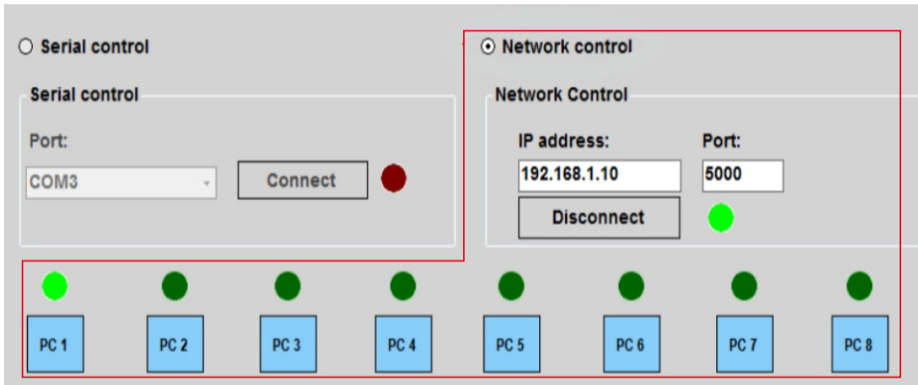 Serial control
Network control
Serial control
Network Control
Port:
IP address:
Port:
COM3
Connect
192.168.1.10
5000
Disconnect
PC 1
PC 2
PC 3
PC 4
PC 5
PC 6
PC 7
PC 8